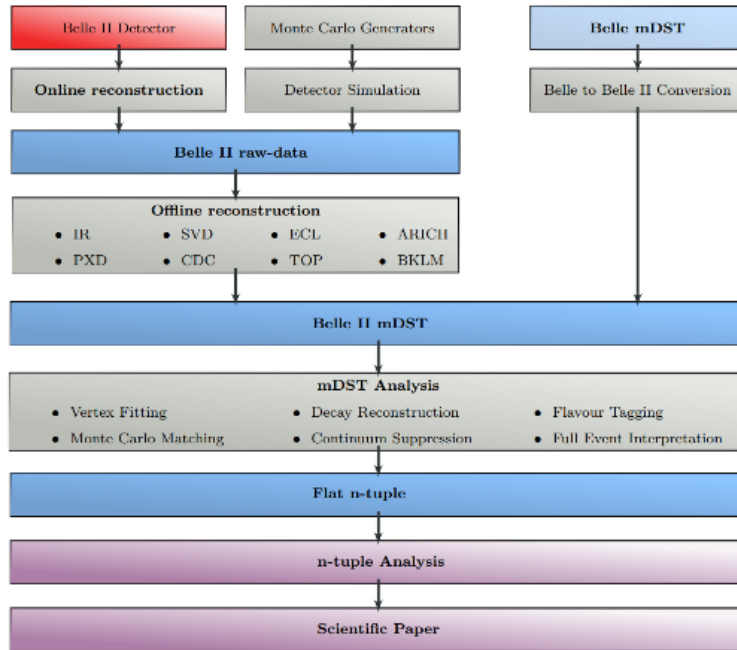 Belle II Detector
Monte Carlo Generators
Belle mDST
Online reconstruction
Detector Simulation
Belle to Belle II Conversion
Belle II raw-data
Offline reconstruction
• IR • SVD • ECL • ARICH
• PXD • CDC • TOP • BKLM
Belle II mDST
mDST Analysis
• Vertex Fitting • Decay Reconstruction • Flavour Tagging
• Monte Carlo Matching • Continuum Suppression • Full Event Interpretation
Flat n-tuple
n-tuple Analysis
Scientific Paper